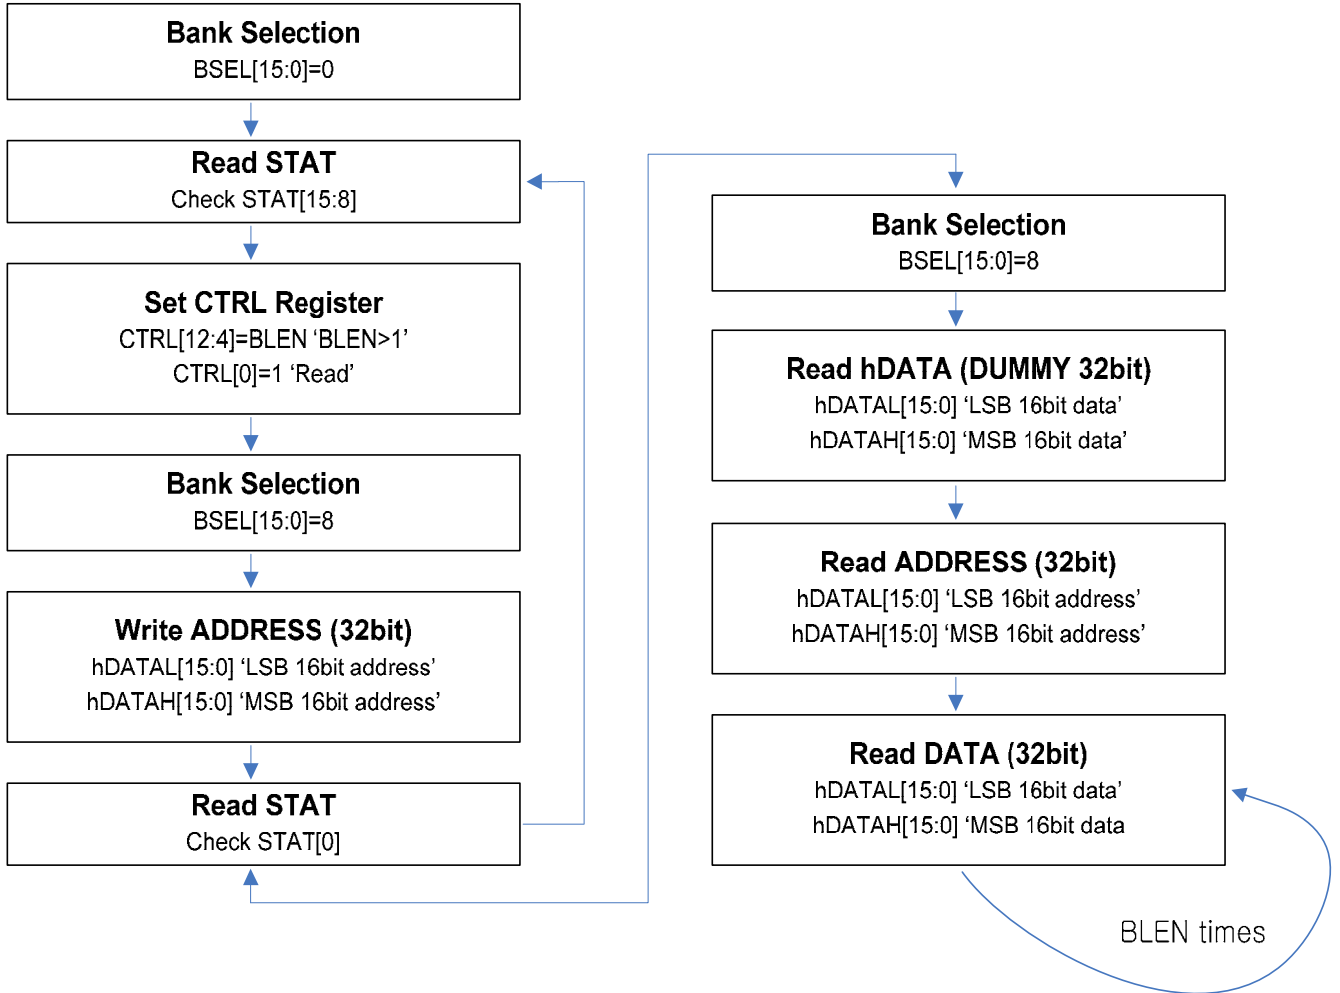 Bank Selection
BSEL[15:0]=0
Read STAT
Check STAT[15:8]
Set CTRL Register
CTRL[12:4]=BLEN ‘BLEN>1’
CTRL[0]=1 ‘Read’
Bank Selection
BSEL[15:0]=8
Write ADDRESS (32bit)
hDATAL[15:0] ‘LSB 16bit address’
hDATAH[15:0] ‘MSB 16bit address’
Read STAT
Check STAT[0]
Bank Selection
BSEL[15:0]=8
Read hDATA (DUMMY 32bit)
hDATAL[15:0] ‘LSB 16bit data’
hDATAH[15:0] ‘MSB 16bit data’
Read ADDRESS (32bit)
hDATAL[15:0] ‘LSB 16bit address’
hDATAH[15:0] ‘MSB 16bit address’
Read DATA (32bit)
hDATAL[15:0] ‘LSB 16bit data’
hDATAH[15:0] ‘MSB 16bit data
BLEN times